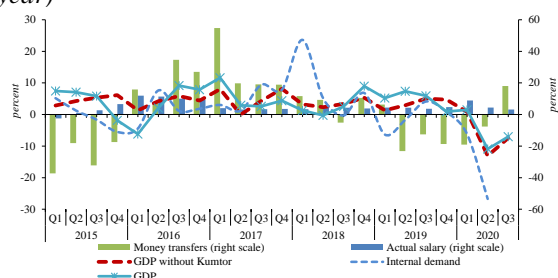 year)
30 60
20 40
10 20
0 0
-10 -20
-20 -40
-30 -60
percent
percent
Q1 Q2 Q3 Q4 Q1 Q2 Q3 Q4 Q1 Q2 Q3 Q4 Q1 Q2 Q3 Q4 Q1 Q2 Q3 Q4 Q1 Q2 Q3
2015 2016 2017 2018 2019 2020
Money transfers (right scale) Actual salary (right scale)
GDP without Kumtor Internal demand
GDP